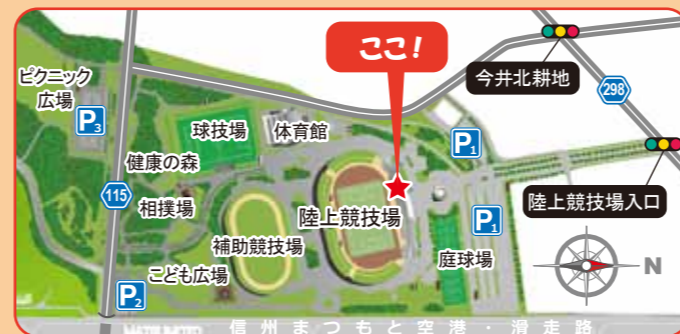 ここ!
今井北耕地
298
ピクニック
広場
P3
球技場
体育館
P1
健康の森
115
相撲場
陸上競技場
陸上競技場入口
P1
補助競技場
庭球場
N
こども広場
P2
信州まつもと空港・滑走路